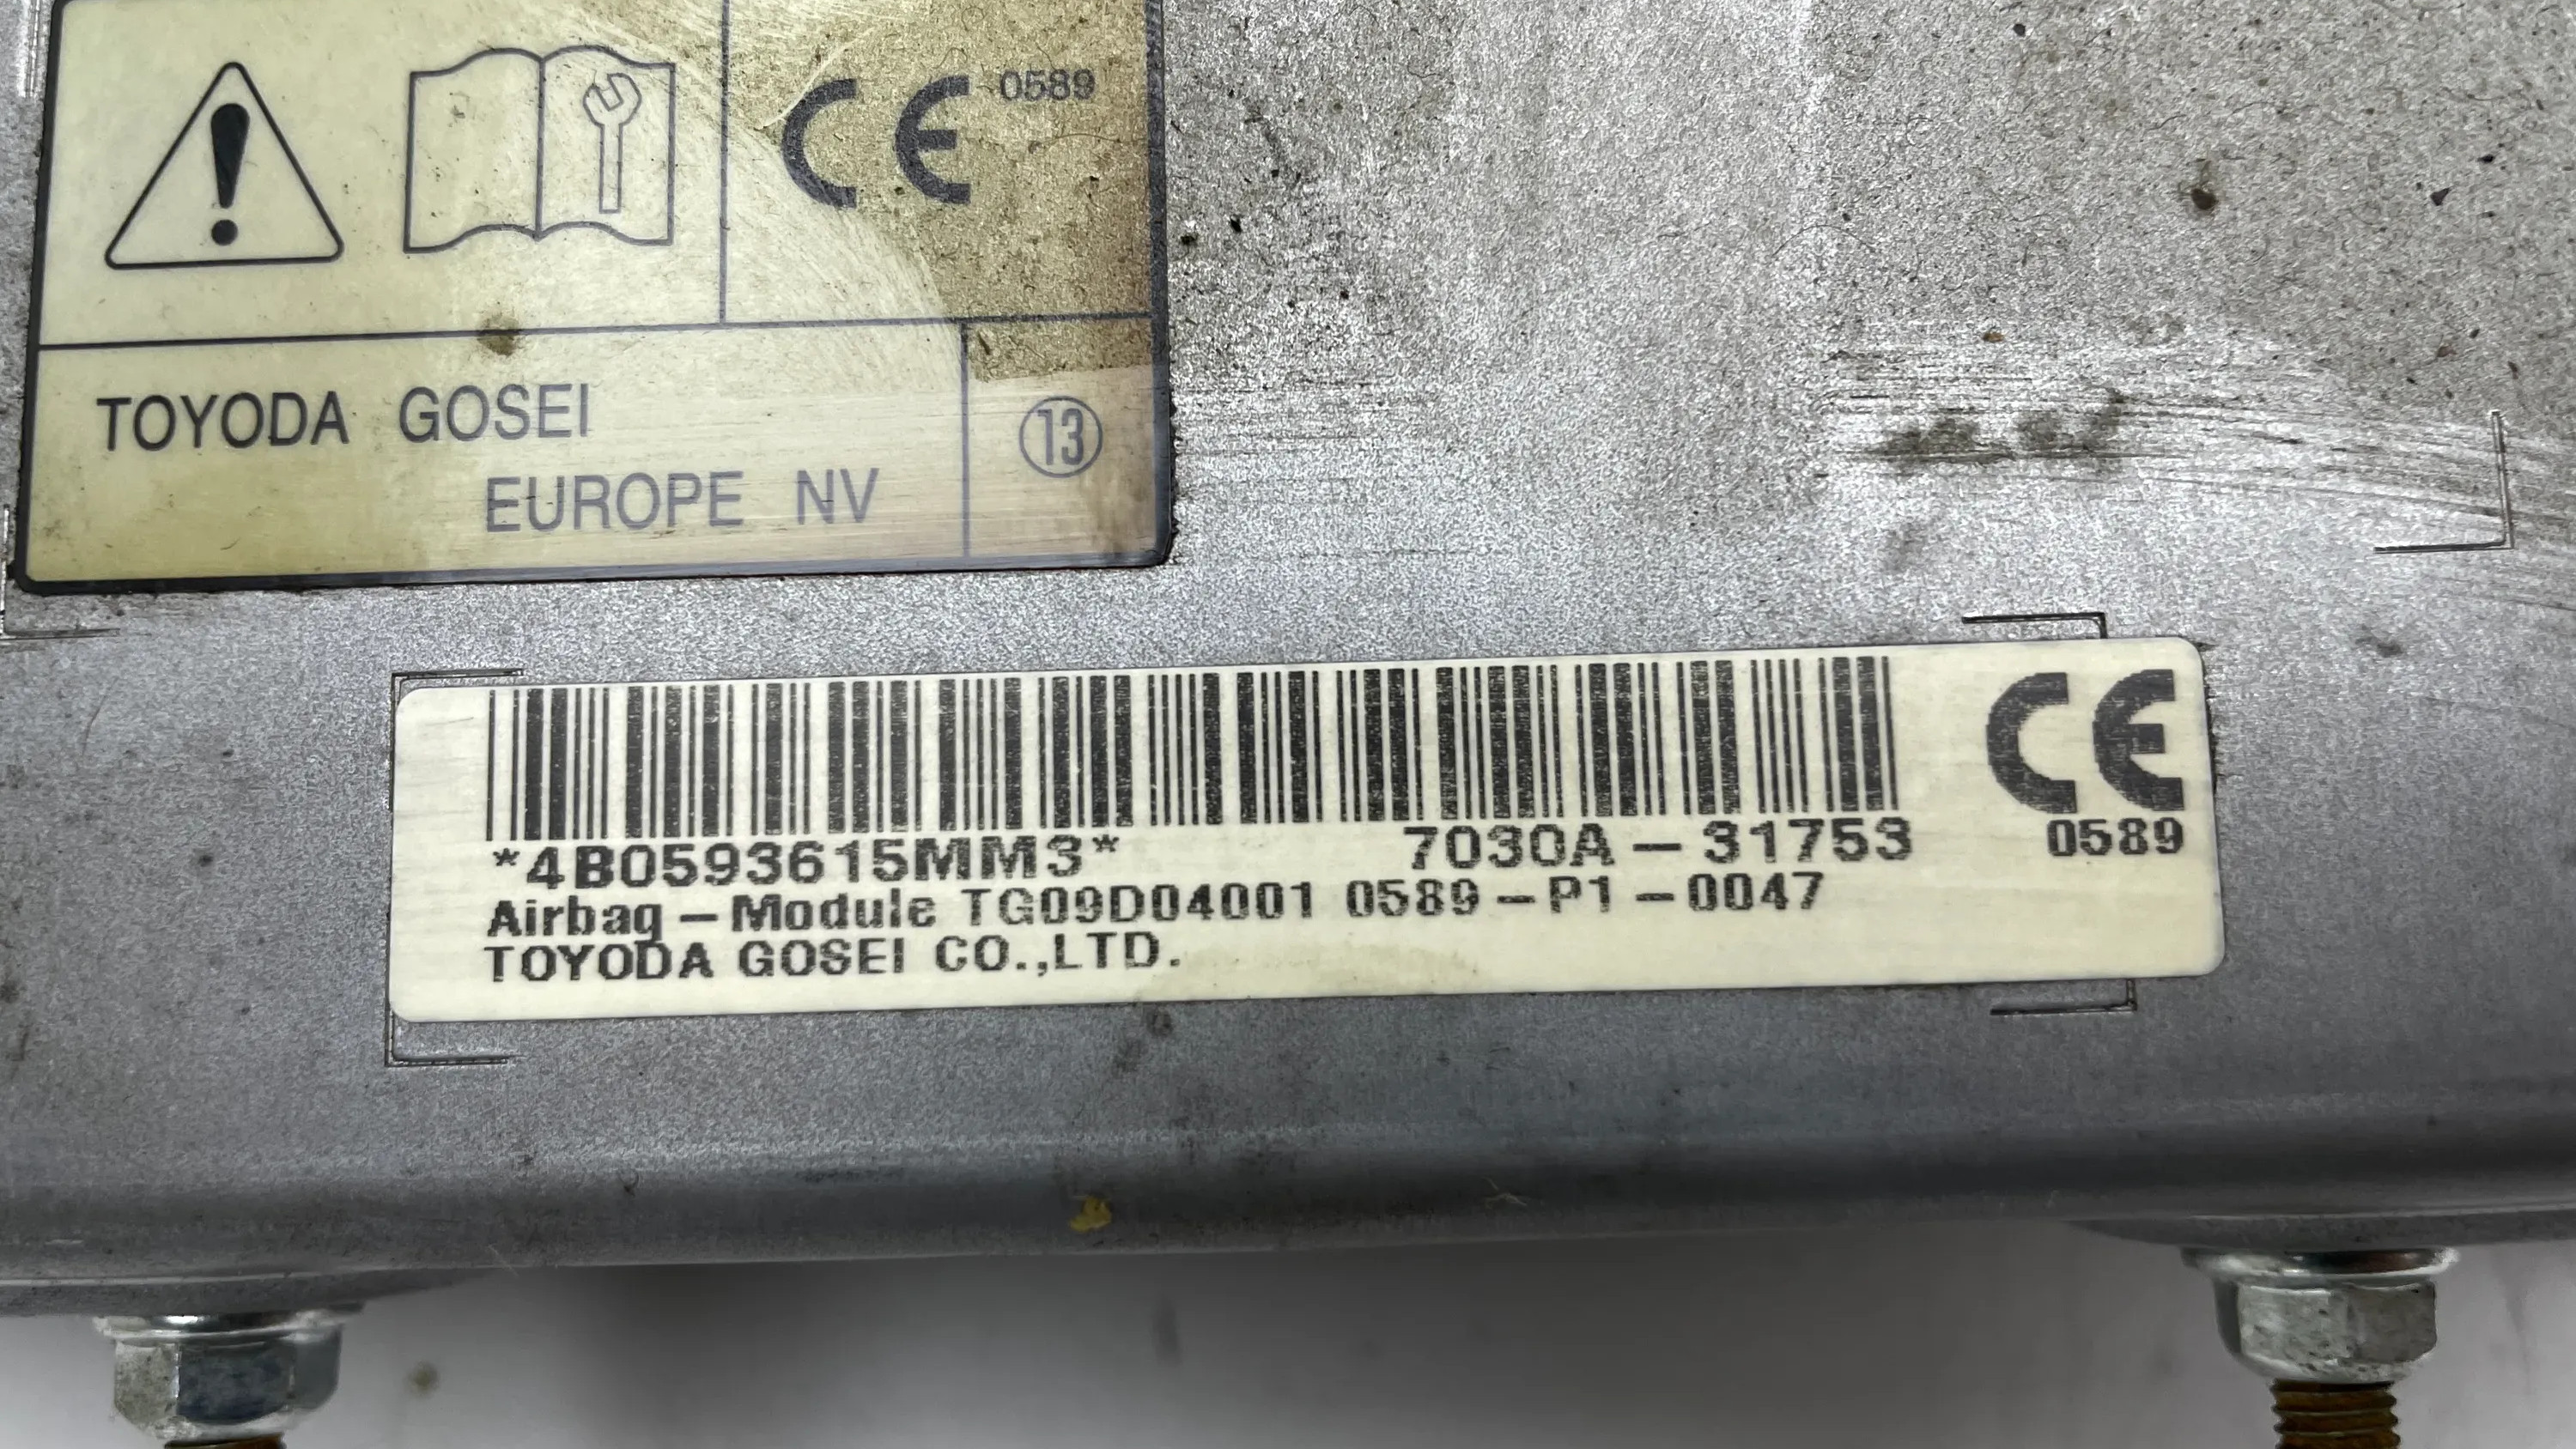 CE 0589
TOYODA GOSEI
EUROPE NV
⑬
*4B0593615MM3* 7030A-31753
CE
0589
Airbag-Module TG09D04001 0589-P1-0047
TOYODA GOSEI CO.,LTD.